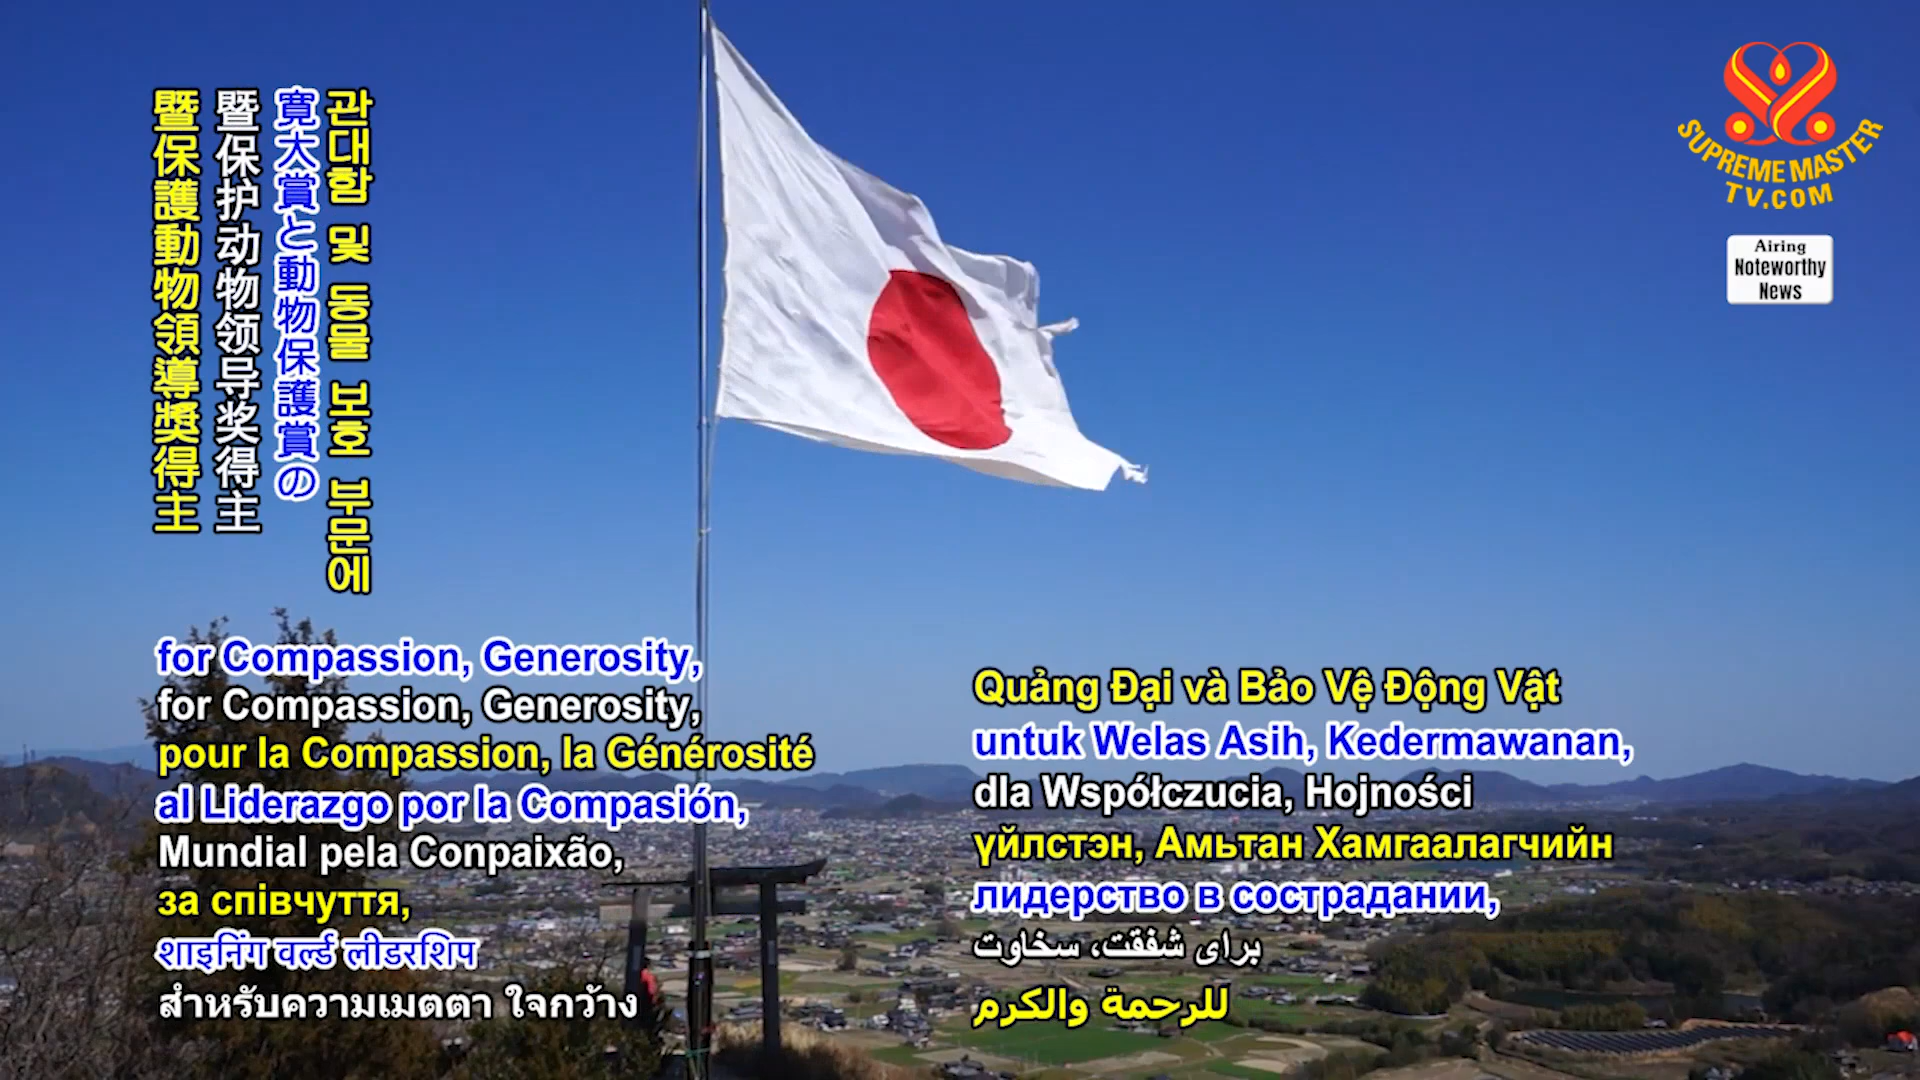 暨保護動物領導獎得主
暨保护动物领导奖得主
寛大賞と動物保護賞の
관대함 및 동물 보호 부문에
SUPREME MASTER
TV.COM
Airing
Noteworthy
News
for Compassion, Generosity,
for Compassion, Generosity,
pour la Compassion, la Générosité
al Liderazgo por la Compasión,
Mundial pela Conpaixão,
за співчуття,
शाइनिंग वर्ल्ड लीडरशिप
สำหรับความเมตตา ใจกว้าง
Quảng Đại và Bảo Vệ Động Vật
untuk Welas Asih, Kedermawanan,
dla Współczucia, Hojności
үйлстэн, Амьтан Хамгаалагчийн
лидерство в сострадании,
برای شفقت، سخاوت
للرحمة والكرم